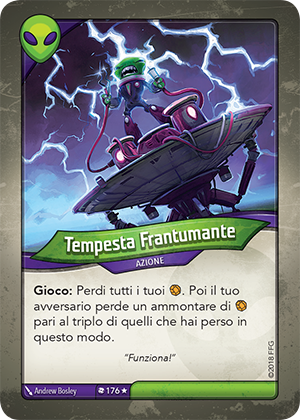 Tempesta Frantumante
AZIONE
Gioco: Perdi tutti i tuoi . Poi il tuo
avversario perde un ammontare di
pari al triplo di quelli che hai perso in
questo modo.
“Funziona!”
Andrew Bosley
176
©2018 FFG